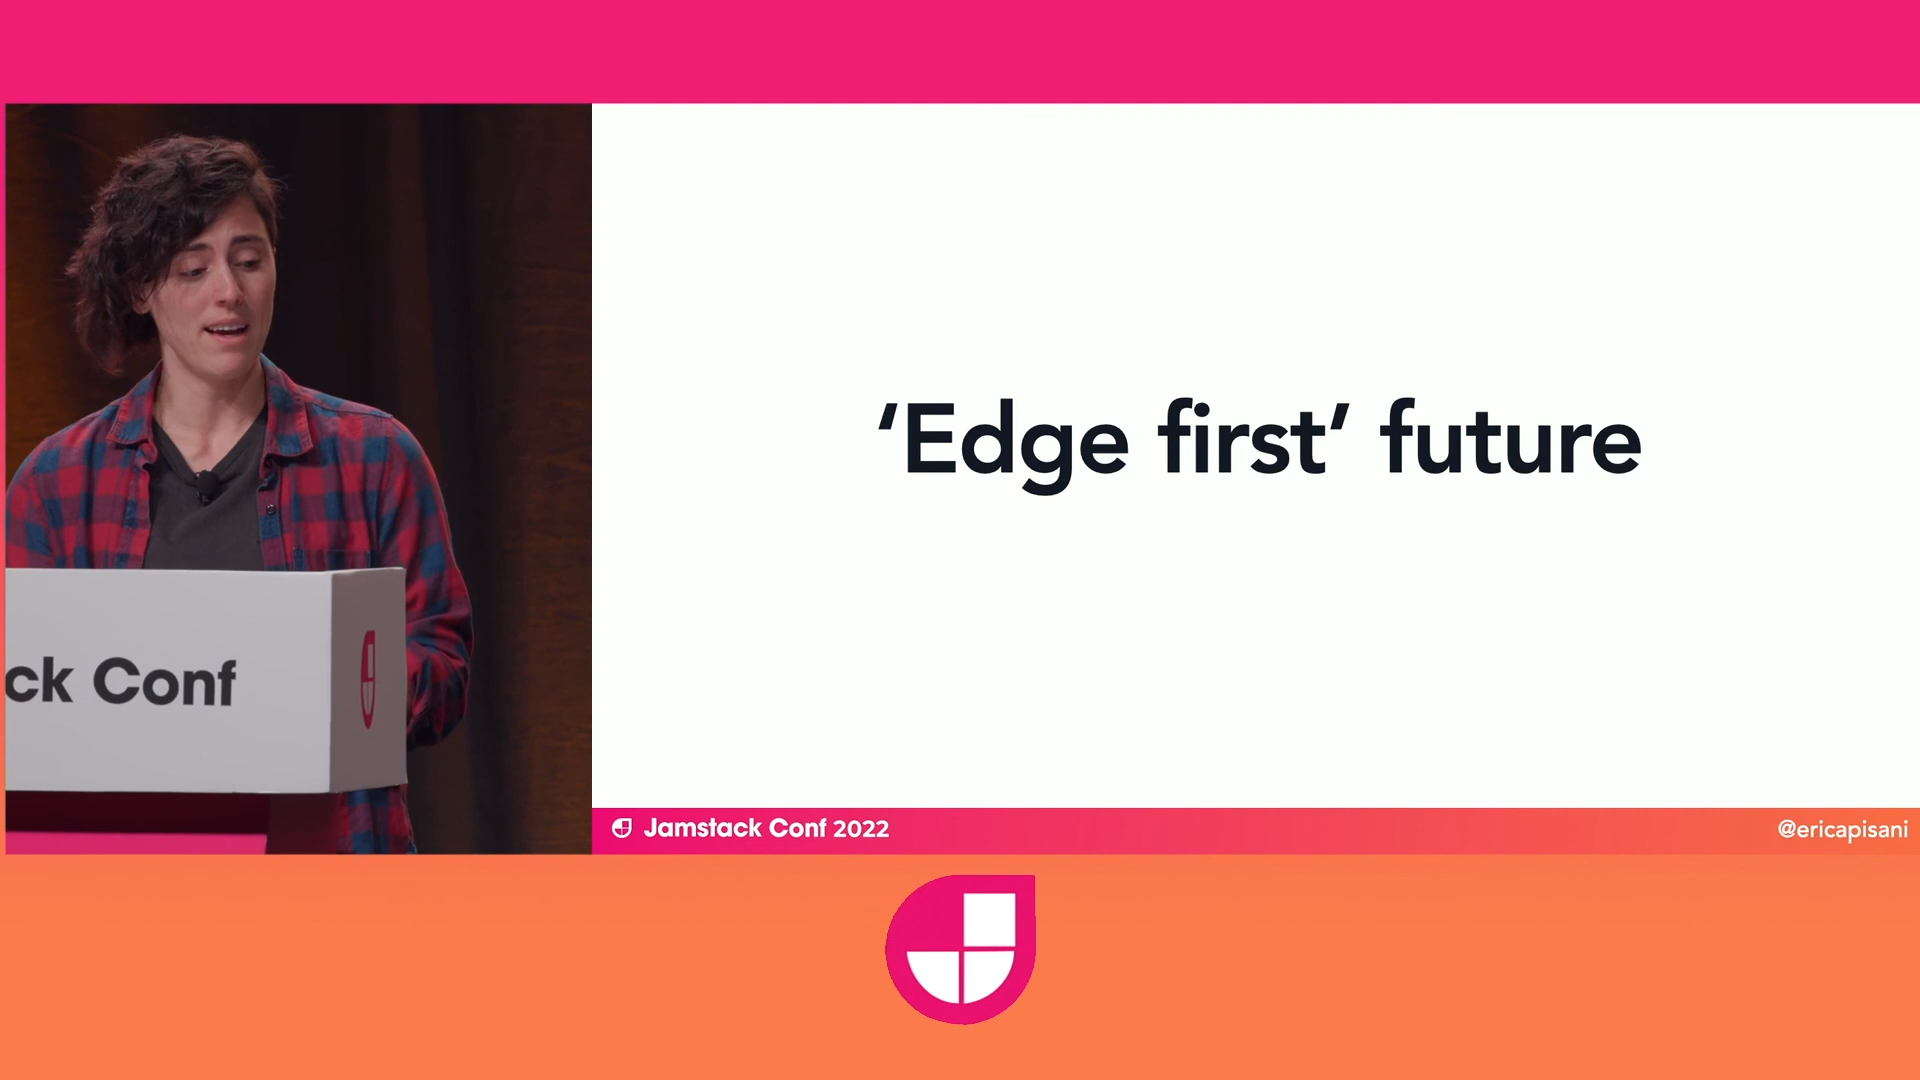 ‘Edge first’ future
ck Conf
Jamstack Conf 2022
@ericapisani